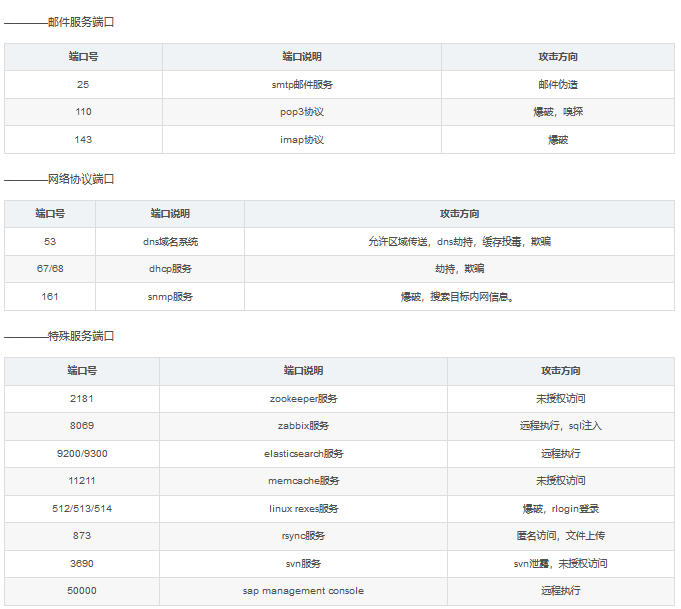 ————邮件服务端口
端口号 端口说明 攻击方向
25 smtp邮件服务 邮件伪造
110 pop3协议 爆破，嗅探
143 imap协议 爆破
————网络协议端口
端口号 端口说明 攻击方向
53 dns域名系统 允许区域传送，dns劫持，缓存投毒，欺骗
67/68 dhcp服务 劫持，欺骗
161 snmp服务 爆破，搜索目标内网信息。
————特殊服务端口
端口号 端口说明 攻击方向
2181 zookeeper服务 未授权访问
8069 zabbix服务 远程执行，sql注入
9200/9300 elasticsearch服务 远程执行
11211 memcache服务 未授权访问
512/513/514 linux rexes服务 爆破，rlogin登录
873 rsync服务 匿名访问，文件上传
3690 svn服务 svn泄露，未授权访问
50000 sap management console 远程执行